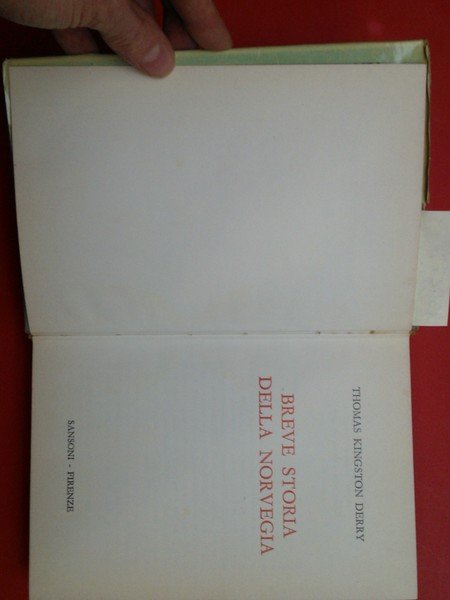 THOMAS KINGSTON DERRY
BREVE STORIA
DELLA NORVEGIA
SANSONI - FIRENZE